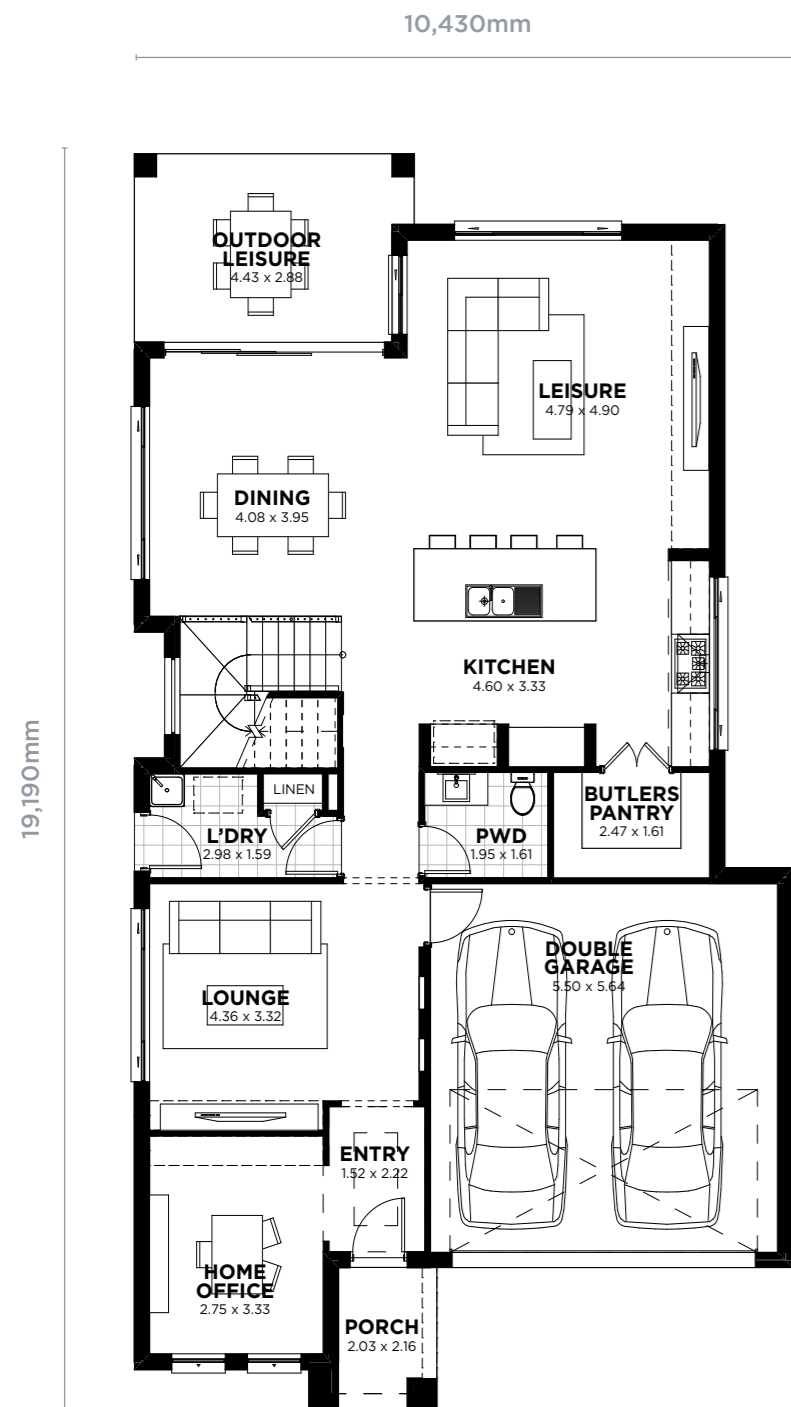 10,430mm
19,190mm
OUTDOOR
LEISURE
4.43 x 2.88
LEISURE
4.79 x 4.90
DINING
4.08 x 3.95
KITCHEN
4.60 x 3.33
LINEN
L'DRY
2.98 x 1.59
PWD
1.95 x 1.61
BUTLERS
PANTRY
2.47 x 1.61
LOUNGE
4.36 x 3.32
DOUBLE
GARAGE
5.50 x 5.64
ENTRY
1.52 x 2.22
HOME
OFFICE
2.75 x 3.33
PORCH
2.03 x 2.16